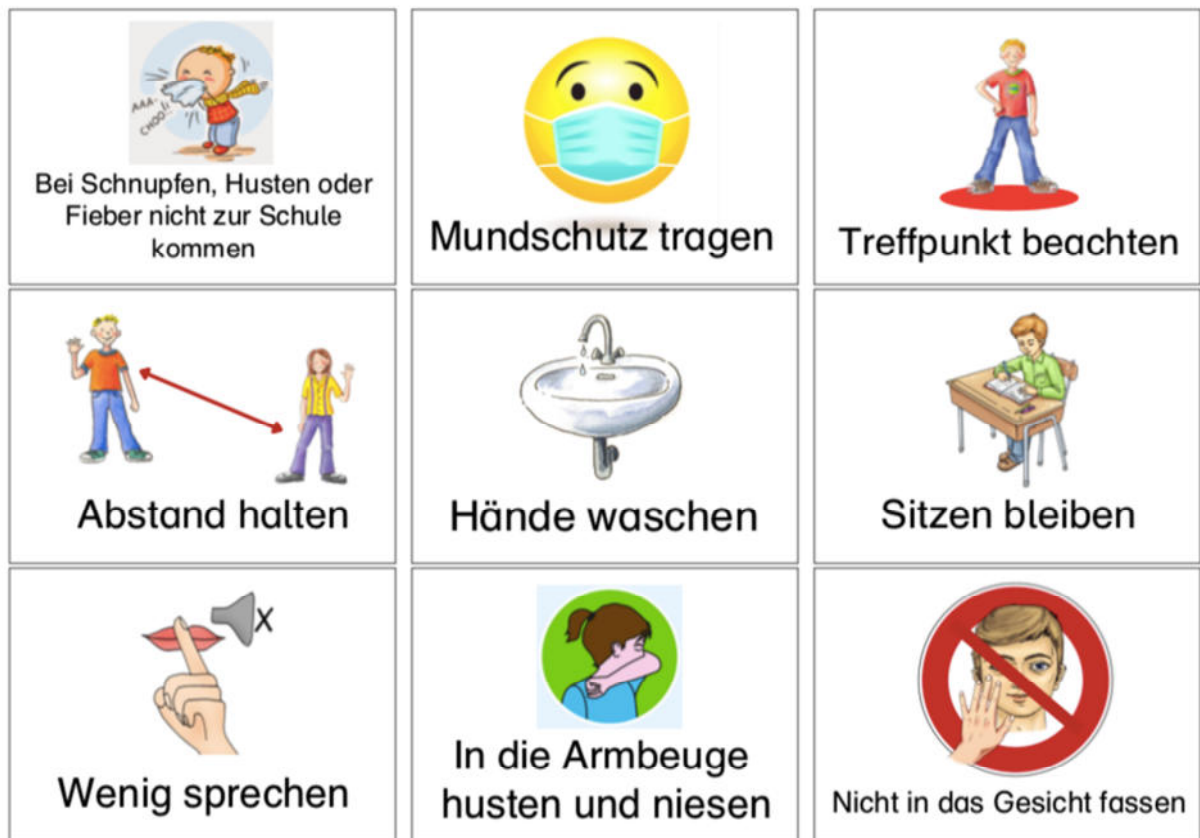 AAA-
CHOO!!
Bei Schnupfen, Husten oder
Fieber nicht zur Schule
kommen
Mundschutz tragen
Treffpunkt beachten
Abstand halten
Hände waschen
Sitzen bleiben
X
Wenig sprechen
In die Armbeuge
husten und niesen
Nicht in das Gesicht fassen